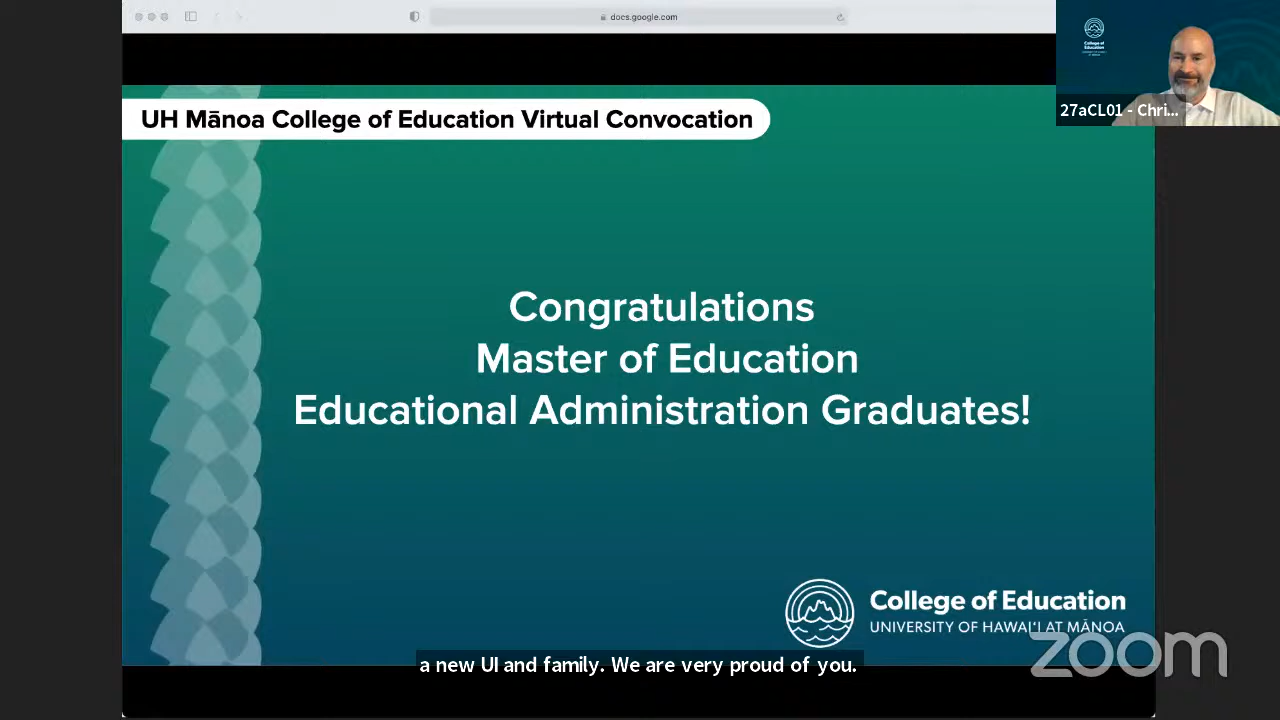 docs.google.com
College of
Education
27aCL01 - Chri...
UH Mānoa College of Education Virtual Convocation
Congratulations
Master of Education
Educational Administration Graduates!
College of Education
UNIVERSITY OF HAWAIʻI AT MĀNOA
zoom
a new UI and family. We are very proud of you.